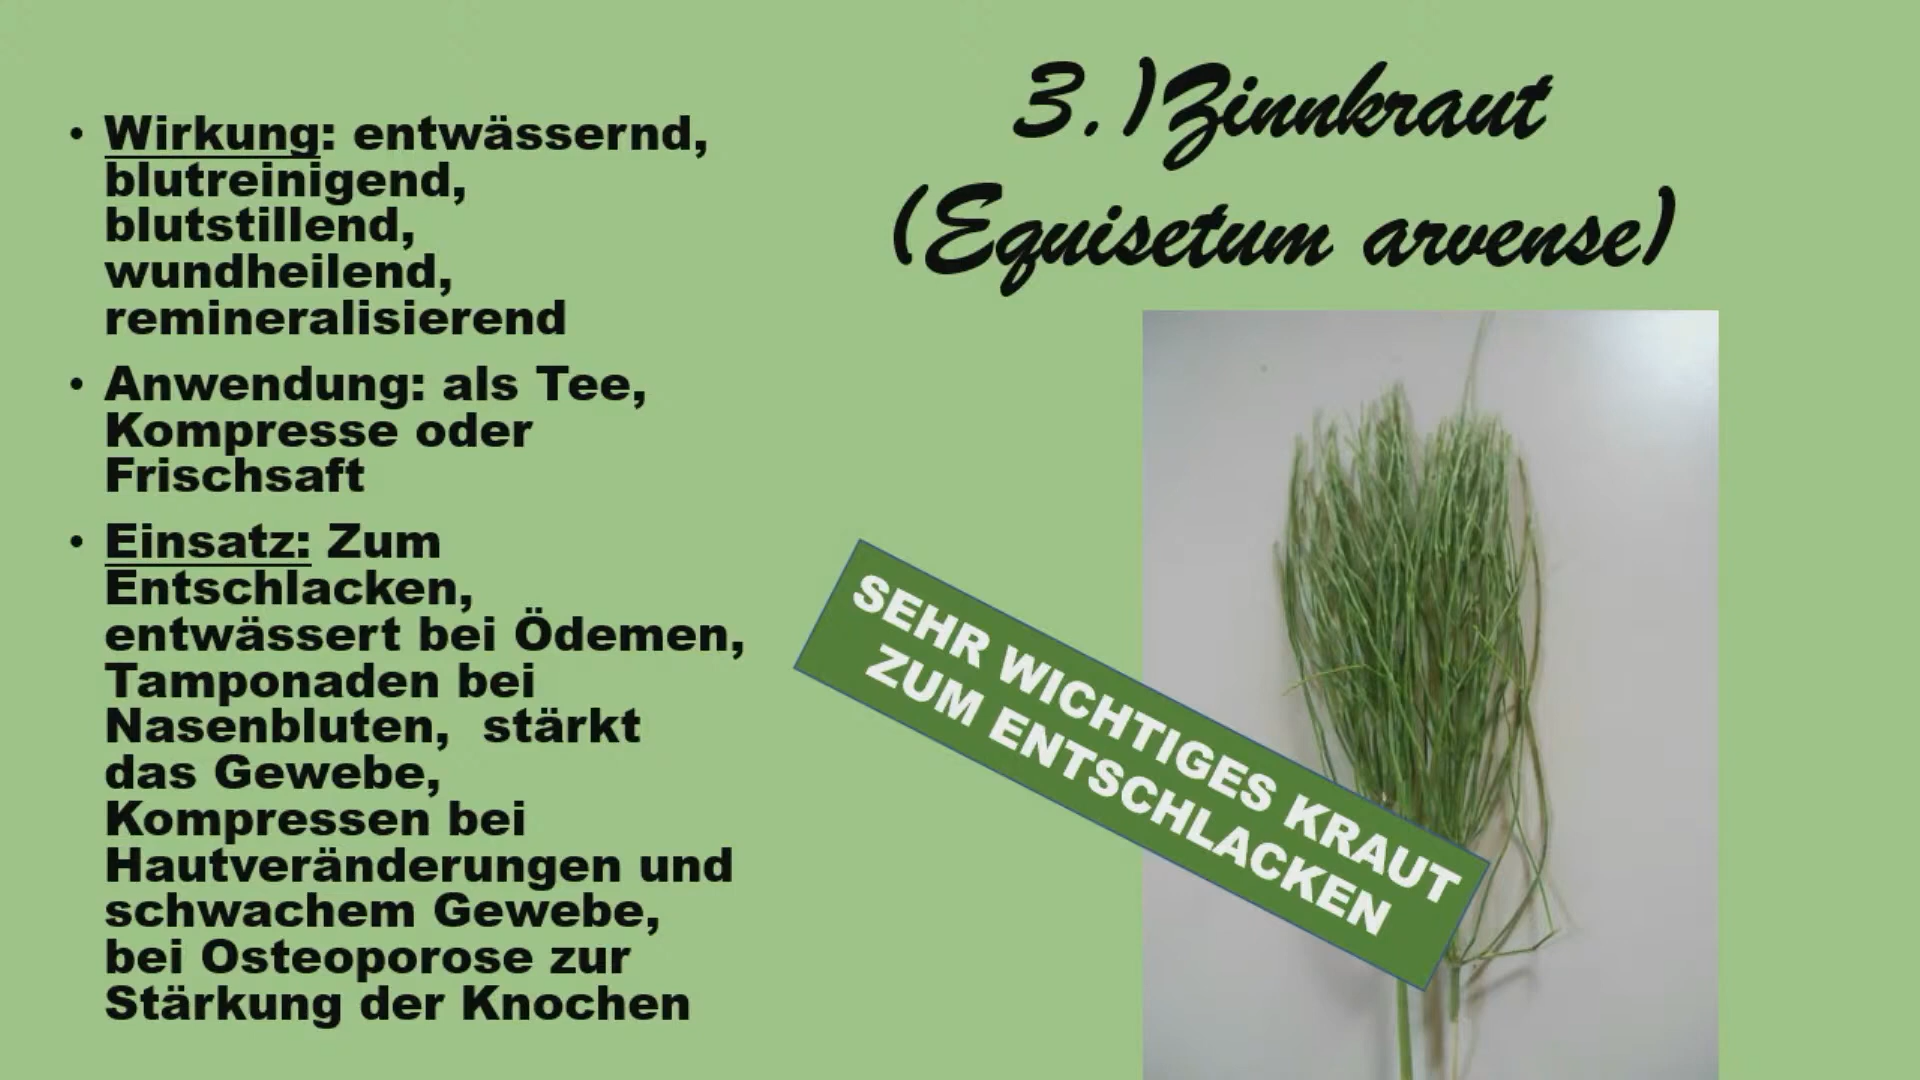 3.)Zinnkraut
(Equisetum arvense)
• Wirkung: entwässernd,
blutreinigend,
blutstillend,
wundheilend,
remineralisierend
• Anwendung: als Tee,
Kompresse oder
Frischsaft
• Einsatz: Zum
Entschlacken,
entwässert bei Ödemen,
Tamponaden bei
Nasenbluten,  stärkt
das Gewebe,
Kompressen bei
Hautveränderungen und
schwachem Gewebe,
bei Osteoporose zur
Stärkung der Knochen
SEHR WICHTIGES KRAUT
ZUM ENTSCHLACKEN